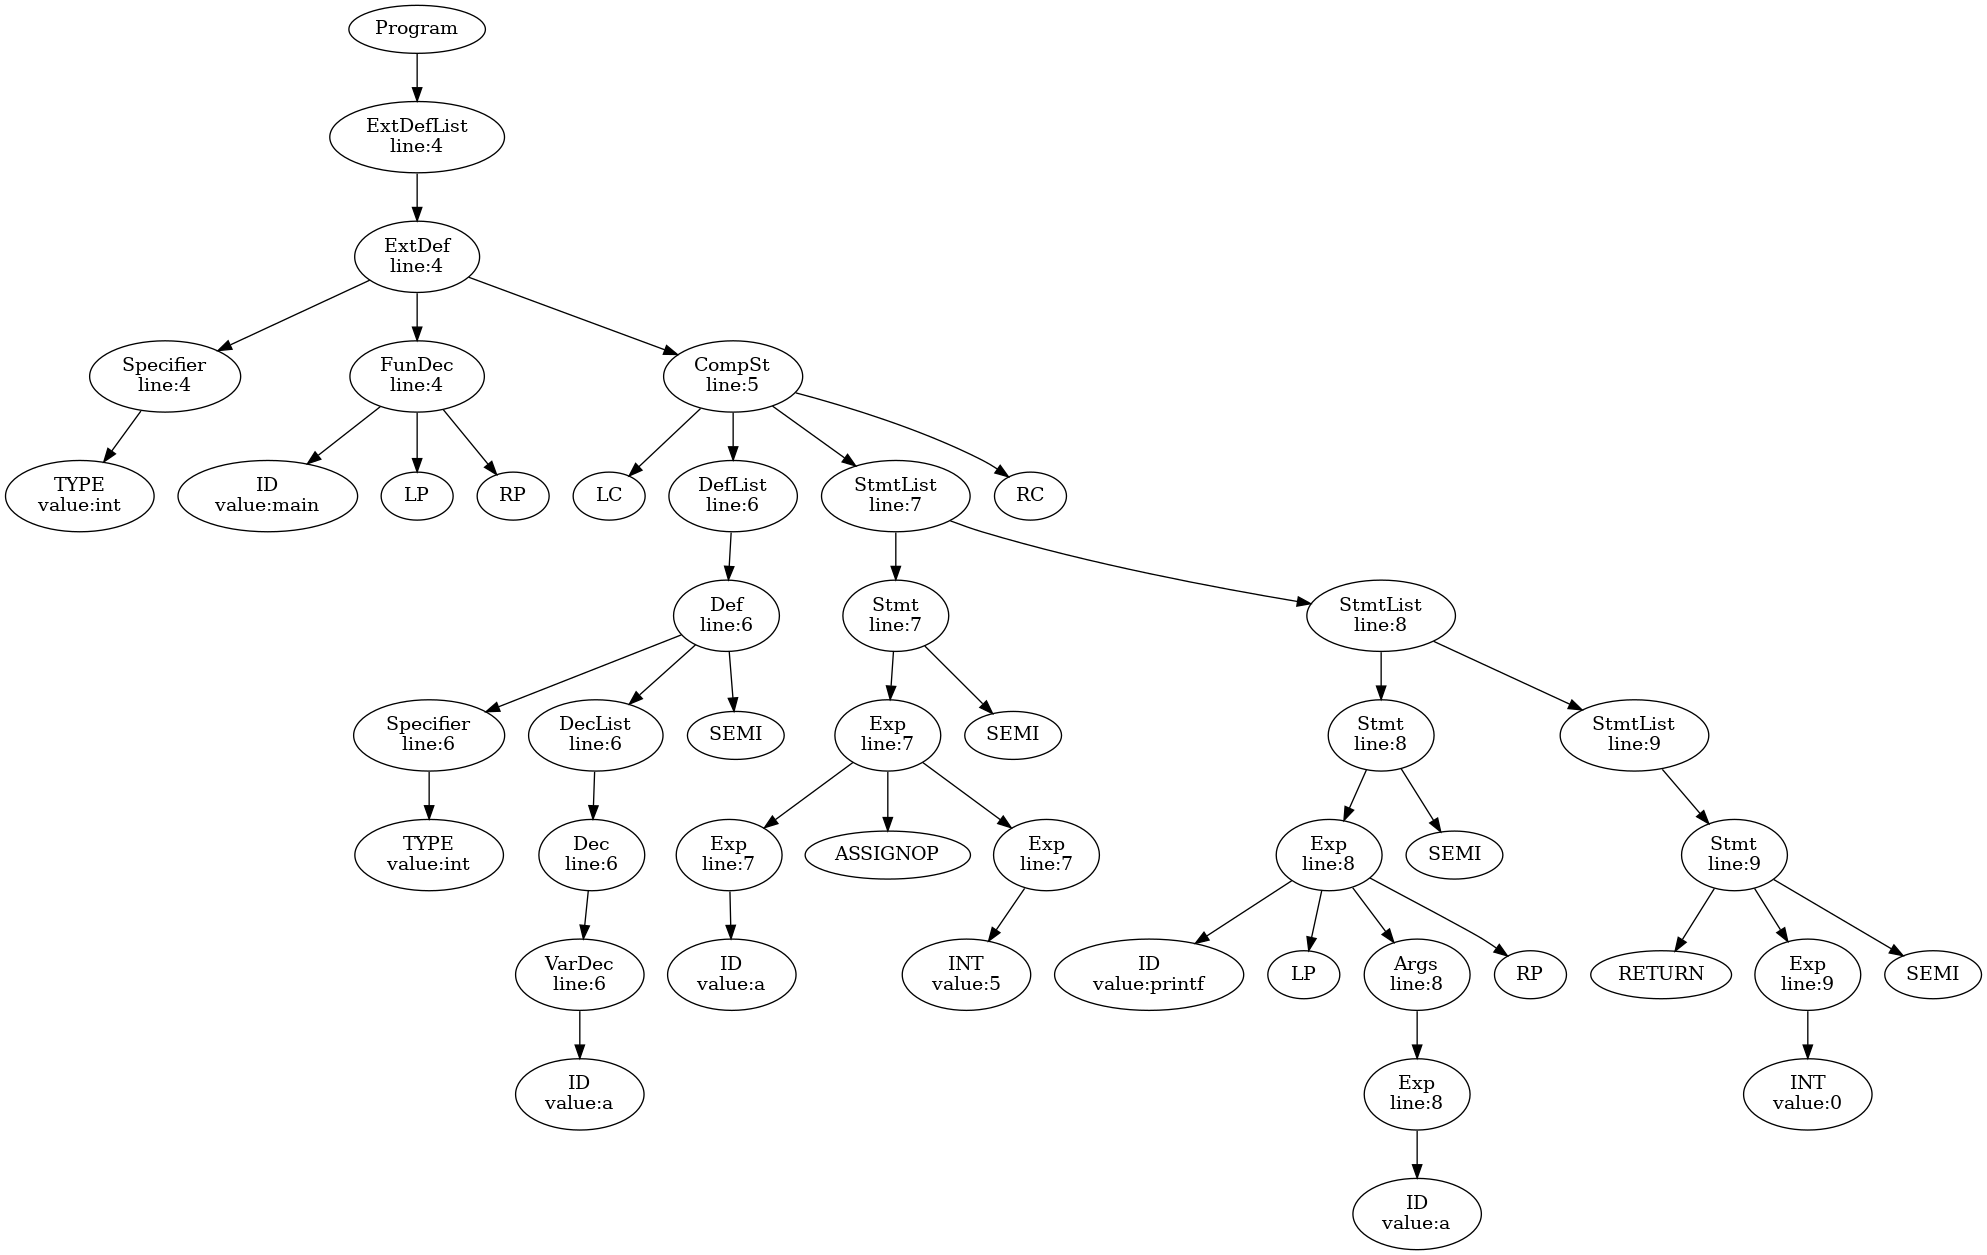 Program
ExtDefList
line:4
ExtDef
line:4
Specifier
line:4
FunDec
line:4
CompSt
line:5
TYPE
value:int
ID
value:main
LP
RP
LC
DefList
line:6
StmtList
line:7
RC
Def
line:6
Stmt
line:7
StmtList
line:8
Specifier
line:6
DecList
line:6
SEMI
Exp
line:7
SEMI
Stmt
line:8
StmtList
line:9
TYPE
value:int
Dec
line:6
Exp
line:7
ASSIGNOP
Exp
line:7
Exp
line:8
SEMI
Stmt
line:9
VarDec
line:6
ID
value:a
INT
value:5
ID
value:printf
LP
Args
line:8
RP
RETURN
Exp
line:9
SEMI
ID
value:a
Exp
line:8
INT
value:0
ID
value:a